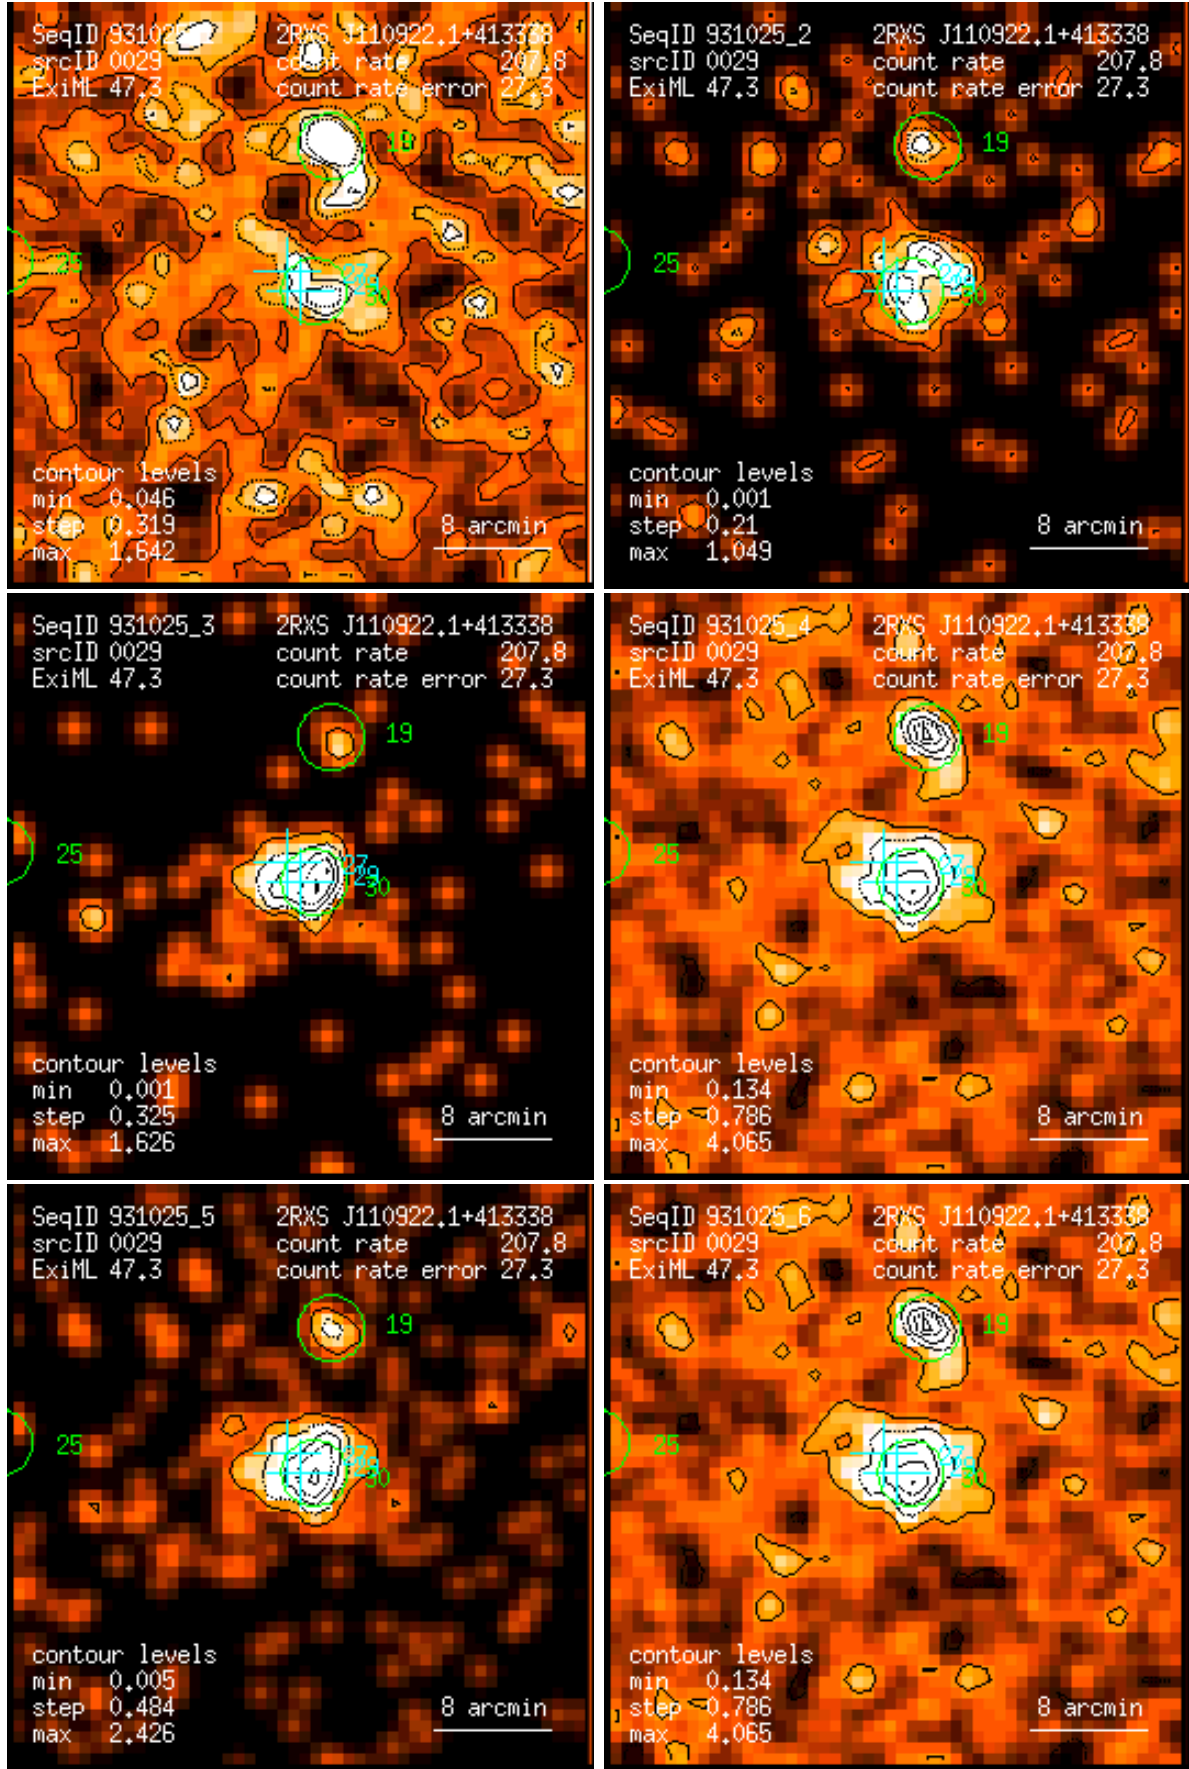 SeqID 931025 2RXS J110922.1+413338
srcID 0029 count rate 207.8
ExiML 47.3 count rate error 27.3
19
25
27
30
contour levels
min 0.046
step 0.319
max 1.642
8 arcmin
SeqID 931025_2 2RXS J110922.1+413338
srcID 0029 count rate 207.8
ExiML 47.3 count rate error 27.3
19
25
27
30
contour levels
min 0.001
step 0.21
max 1.049
8 arcmin
SeqID 931025_3 2RXS J110922.1+413338
srcID 0029 count rate 207.8
ExiML 47.3 count rate error 27.3
19
25
27
30
contour levels
min 0.001
step 0.325
max 1.626
8 arcmin
SeqID 931025_4 2RXS J110922.1+413338
srcID 0029 count rate 207.8
ExiML 47.3 count rate error 27.3
19
25
27
30
contour levels
min 0.134
step 0.786
max 4.065
8 arcmin
SeqID 931025_5 2RXS J110922.1+413338
srcID 0029 count rate 207.8
ExiML 47.3 count rate error 27.3
19
25
27
30
contour levels
min 0.005
step 0.484
max 2.426
8 arcmin
SeqID 931025_6 2RXS J110922.1+413338
srcID 0029 count rate 207.8
ExiML 47.3 count rate error 27.3
19
25
27
30
contour levels
min 0.134
step 0.786
max 4.065
8 arcmin